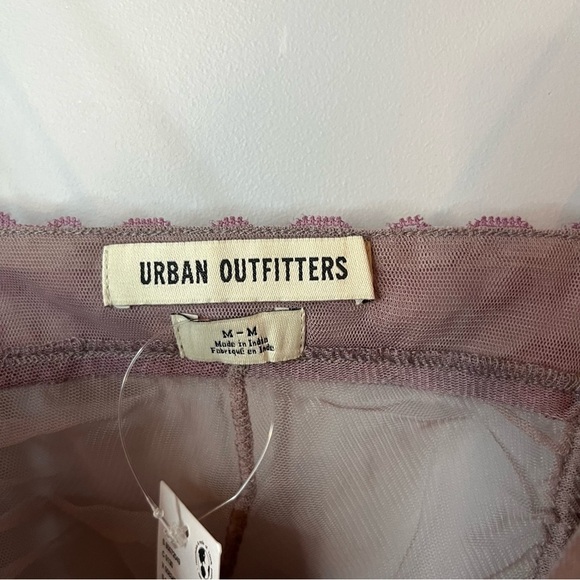 URBAN OUTFITTERS
M - M
Made in India
Fabriqué en Inde